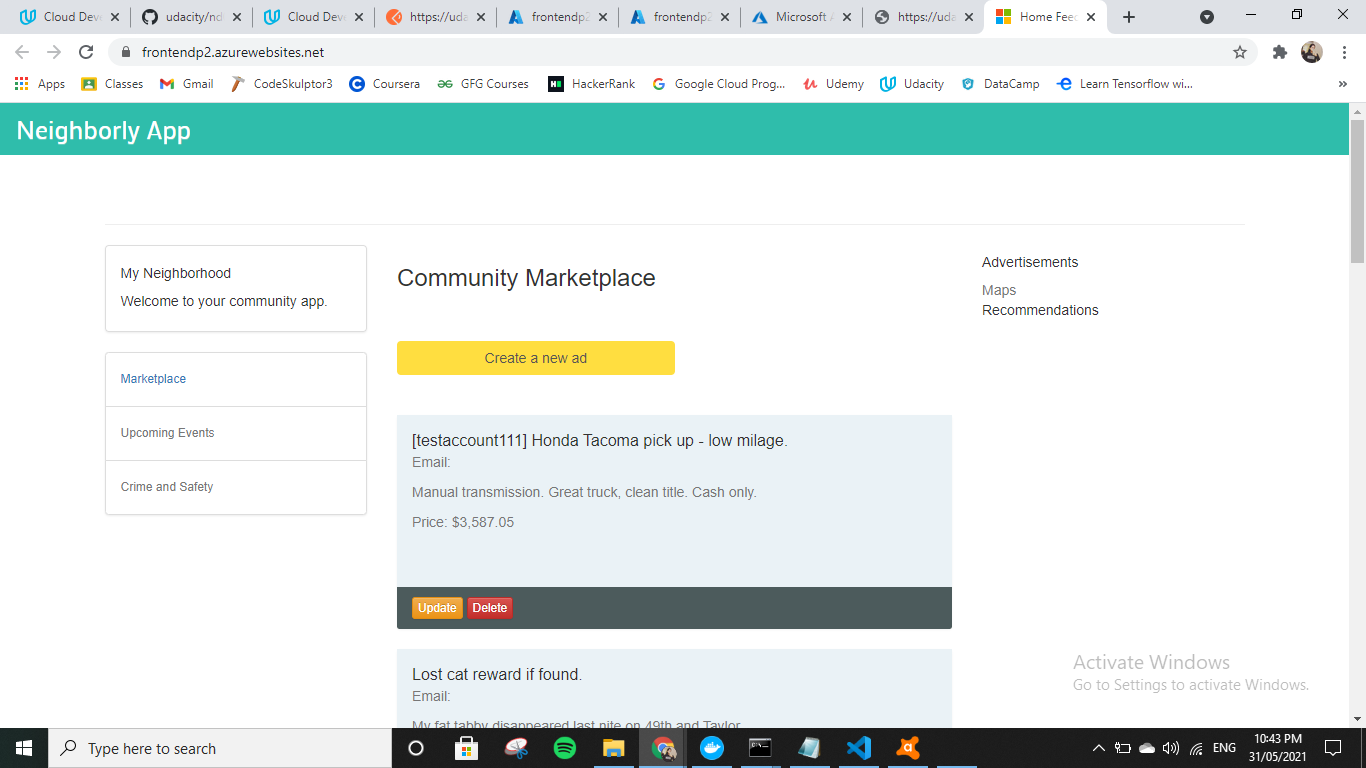 Cloud Deve
udacity/nd
Cloud Deve
https://uda
frontendp2
frontendp2
Microsoft A
https://uda
Home Feed
frontendp2.azurewebsites.net
Apps
Classes
Gmail
CodeSkulptor3
Coursera
GFG Courses
HackerRank
Google Cloud Prog...
Udemy
Udacity
DataCamp
Learn Tensorflow wi...
Neighborly App
My Neighborhood
Welcome to your community app.
Marketplace
Upcoming Events
Crime and Safety
Community Marketplace
Create a new ad
[testaccount111] Honda Tacoma pick up - low milage.
Email:
Manual transmission. Great truck, clean title. Cash only.
Price: $3,587.05
Update
Delete
Lost cat reward if found.
Email:
My fat tabby disappeared last nite on 49th and Taylor
Advertisements
Maps
Recommendations
Activate Windows
Go to Settings to activate Windows.
Type here to search
ENG
10:43 PM
31/05/2021